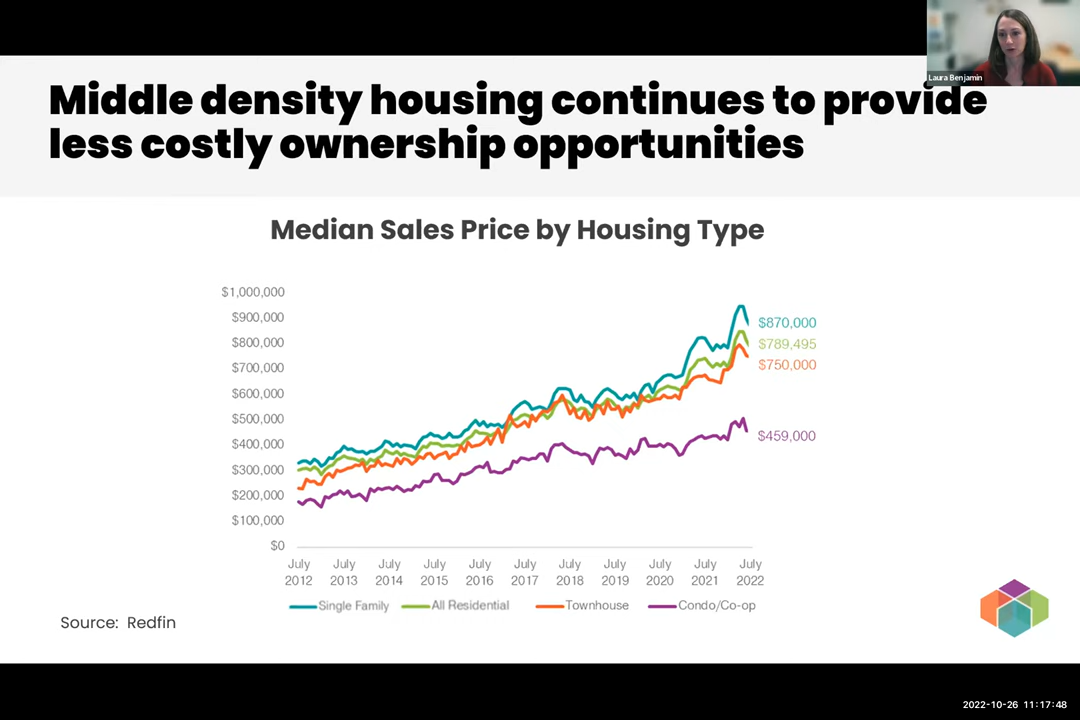 Laura Benjamin
Middle density housing continues to provide
less costly ownership opportunities
Median Sales Price by Housing Type
$1,000,000
$900,000
$800,000
$700,000
$600,000
$500,000
$400,000
$300,000
$200,000
$100,000
$0
$870,000
$789,495
$750,000
$459,000
July July July July July July July July July July July
2012 2013 2014 2015 2016 2017 2018 2019 2020 2021 2022
Single Family All Residential Townhouse Condo/Co-op
Source: Redfin
2022-10-26 11:17:48